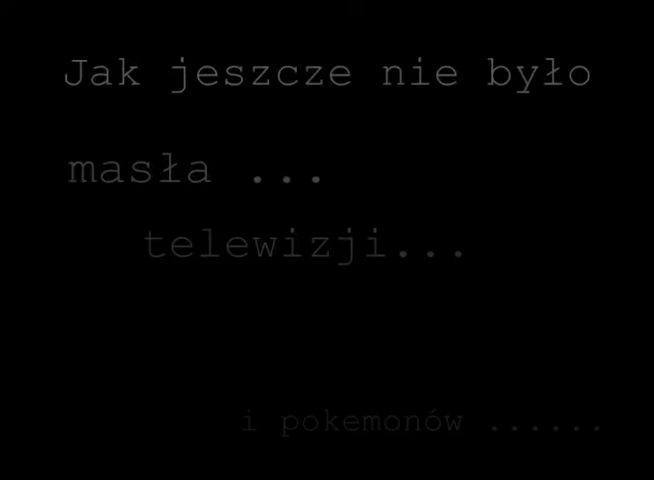 Jak jeszcze nie było
masła ...
telewizji...
i pokemonów ......